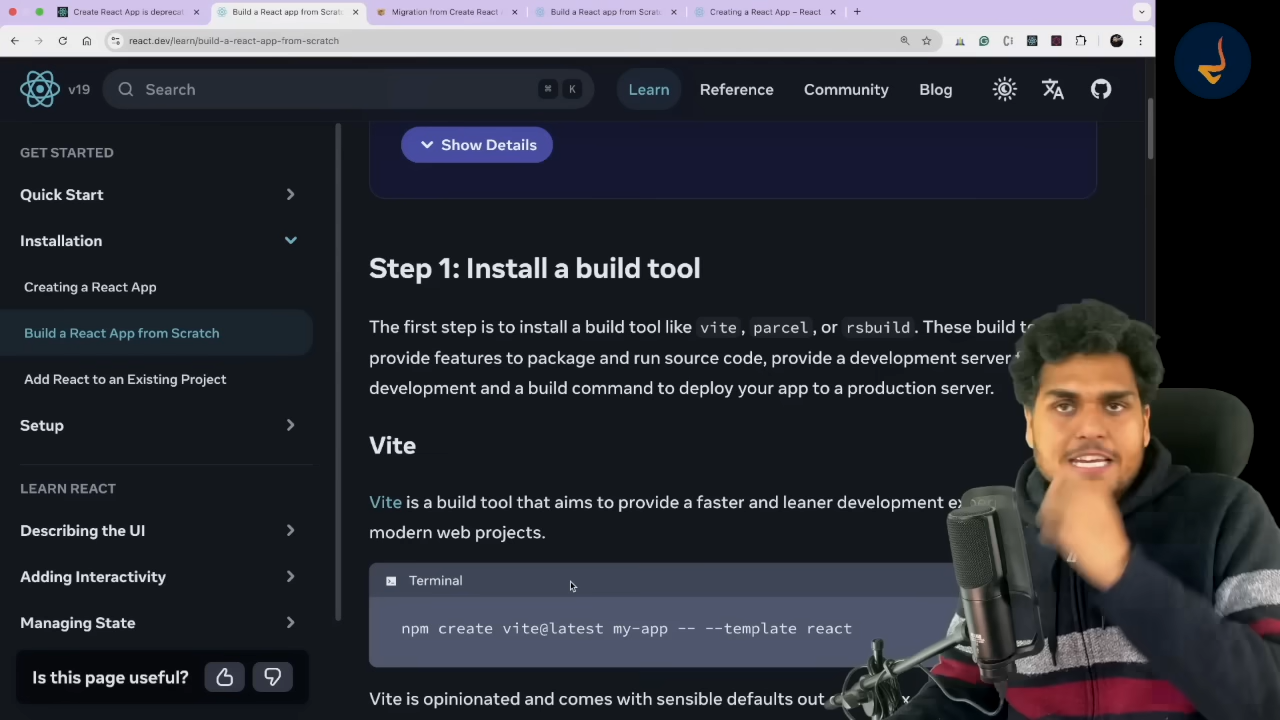 Create React App is deprecat
Build a React app from Scratc
Migration from Create React
Build a React app from Scratc
Creating a React App – React
react.dev/learn/build-a-react-app-from-scratch
v19
Search
⌘ K
Learn
Reference
Community
Blog
GET STARTED
Quick Start
Installation
Creating a React App
Build a React App from Scratch
Add React to an Existing Project
Setup
LEARN REACT
Describing the UI
Adding Interactivity
Managing State
Is this page useful?
Show Details
Step 1: Install a build tool
The first step is to install a build tool like vite, parcel, or rsbuild. These build to
provide features to package and run source code, provide a development server
development and a build command to deploy your app to a production server.
Vite
Vite is a build tool that aims to provide a faster and leaner development
modern web projects.
Terminal
npm create vite@latest my-app -- --template react
Vite is opinionated and comes with sensible defaults out